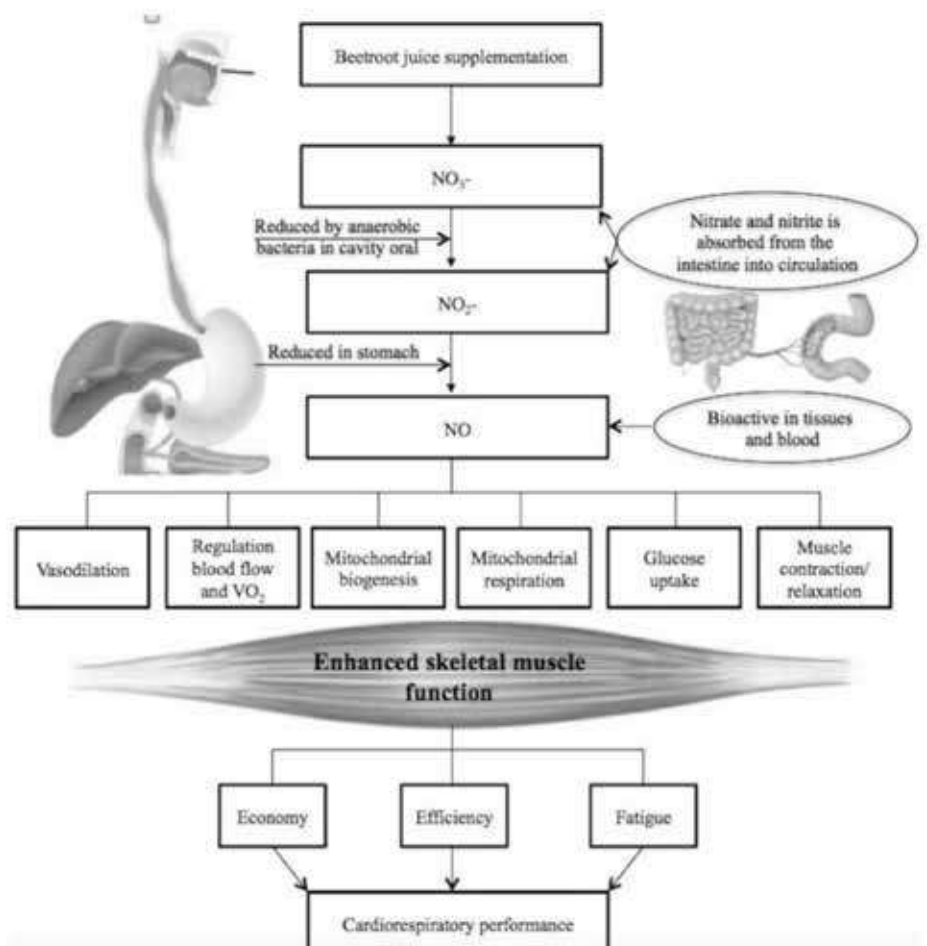 Beetroot juice supplementation
NO₃-
Reduced by anaerobic
bacteria in cavity oral
Nitrate and nitrite is
absorbed from the
intestine into circulation
NO₂-
Reduced in stomach
NO
Bioactive in tissues
and blood
Vasodilation
Regulation
blood flow
and VO₂
Mitochondrial
biogenesis
Mitochondrial
respiration
Glucose
uptake
Muscle
contraction/
relaxation
Enhanced skeletal muscle
function
Economy
Efficiency
Fatigue
Cardiorespiratory performance